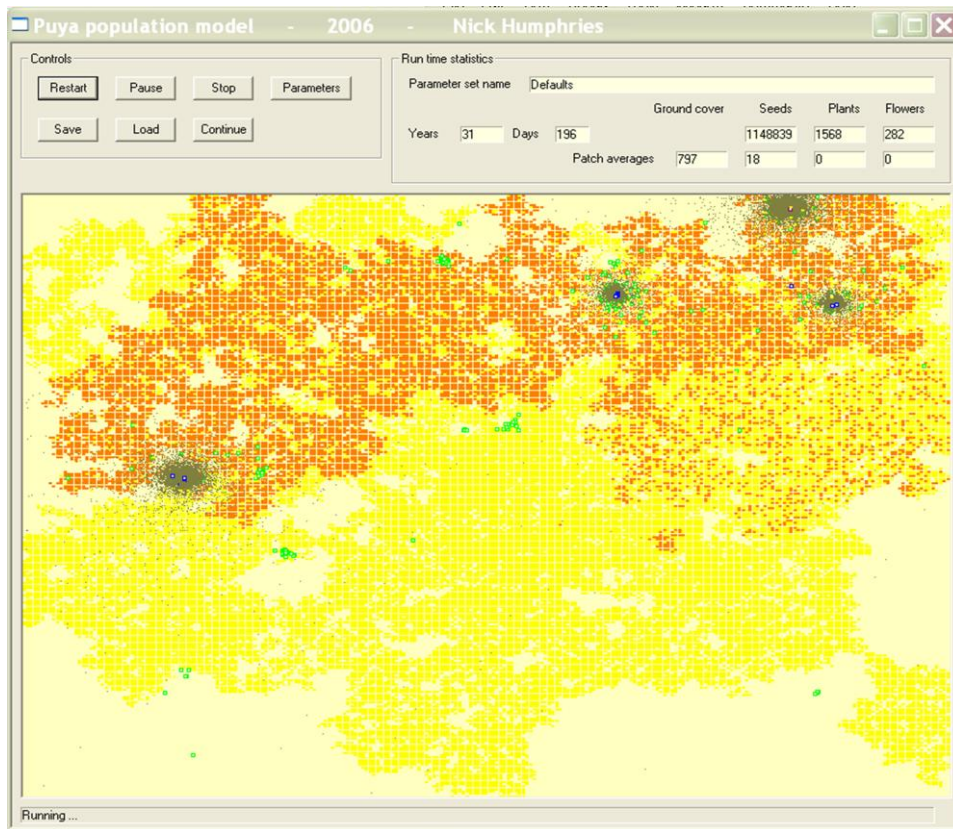 Puya population model - 2006 - Nick Humphries
Controls
Restart Pause Stop Parameters
Save Load Continue
Run time statistics
Parameter set name Defaults
Ground cover Seeds Plants Flowers
Years 31 Days 196 1148839 1568 282
Patch averages 797 18 0 0
Running ...